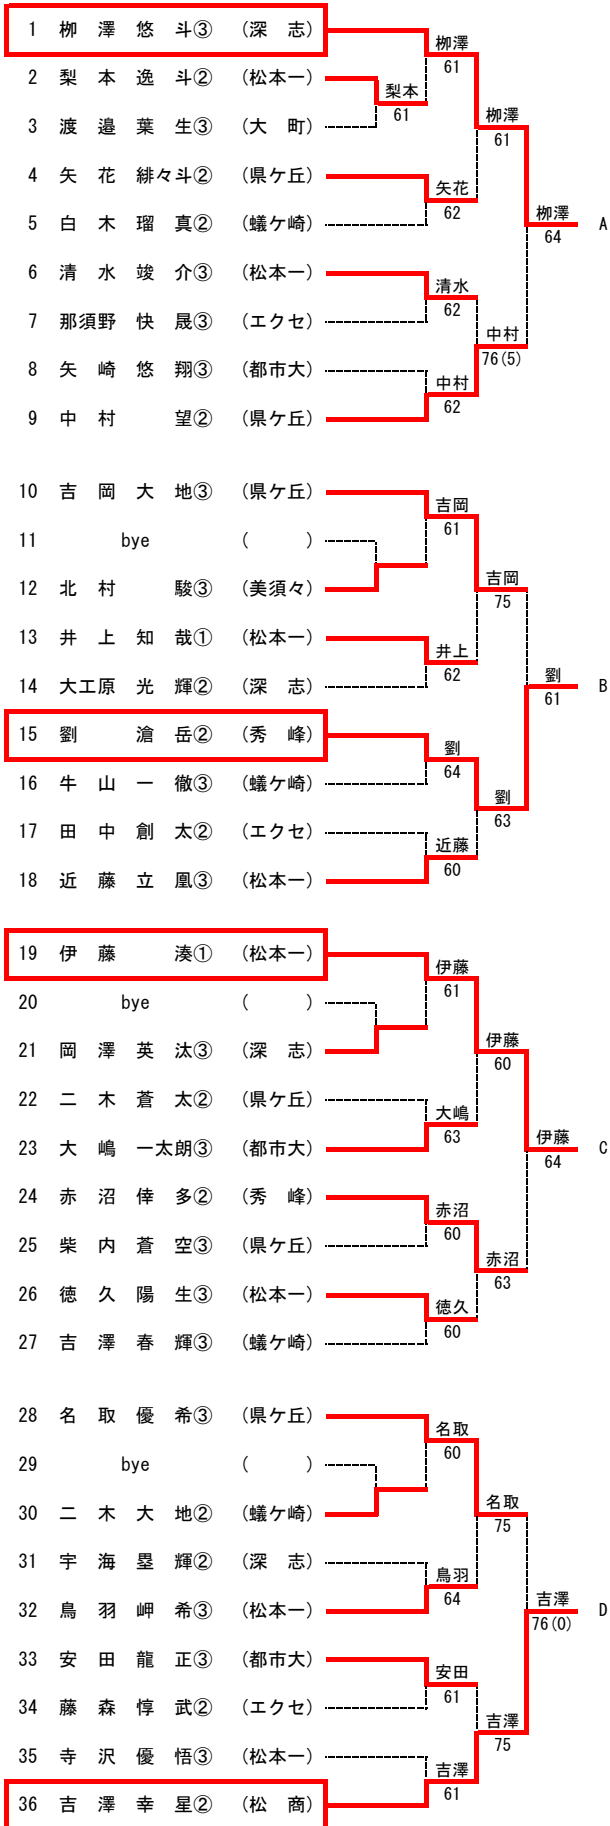 1 栁澤悠斗③ (深志)
栁澤
2 梨本逸斗② (松本一)
61
梨本
3 渡邉葉生③ (大町)
61
栁澤
61
4 矢花緋々斗② (県ケ丘)
矢花
5 白木瑠真② (蟻ケ崎)
62
栁澤 A
64
6 清水竣介③ (松本一)
清水
7 那須野快晟③ (エクセ)
62
中村
76(5)
8 矢崎悠翔③ (都市大)
中村
9 中村望② (県ケ丘)
62
10 吉岡大地③ (県ケ丘)
吉岡
11 bye ( )
61
吉岡
12 北村駿③ (美須々)
75
13 井上知哉① (松本一)
井上
14 大工原光輝② (深志)
62
劉 B
61
15 劉滄岳② (秀峰)
劉
16 牛山一徹③ (蟻ケ崎)
64
劉
63
17 田中創太② (エクセ)
近藤
18 近藤立凰③ (松本一)
60
19 伊藤湊① (松本一)
伊藤
20 bye ( )
61
伊藤
21 岡澤英汰③ (深志)
60
22 二木蒼太② (県ケ丘)
大嶋
23 大嶋一太朗③ (都市大)
63
伊藤 C
64
24 赤沼倖多② (秀峰)
赤沼
25 柴内蒼空③ (県ケ丘)
60
赤沼
63
26 徳久陽生③ (松本一)
徳久
27 吉澤春輝③ (蟻ケ崎)
60
28 名取優希③ (県ケ丘)
名取
29 bye ( )
60
名取
30 二木大地② (蟻ケ崎)
75
31 宇海塁輝② (深志)
鳥羽
32 鳥羽岬希③ (松本一)
64
吉澤 D
76(0)
33 安田龍正③ (都市大)
安田
34 藤森惇武② (エクセ)
61
吉澤
75
35 寺沢優悟③ (松本一)
吉澤
36 吉澤幸星② (松商)
61